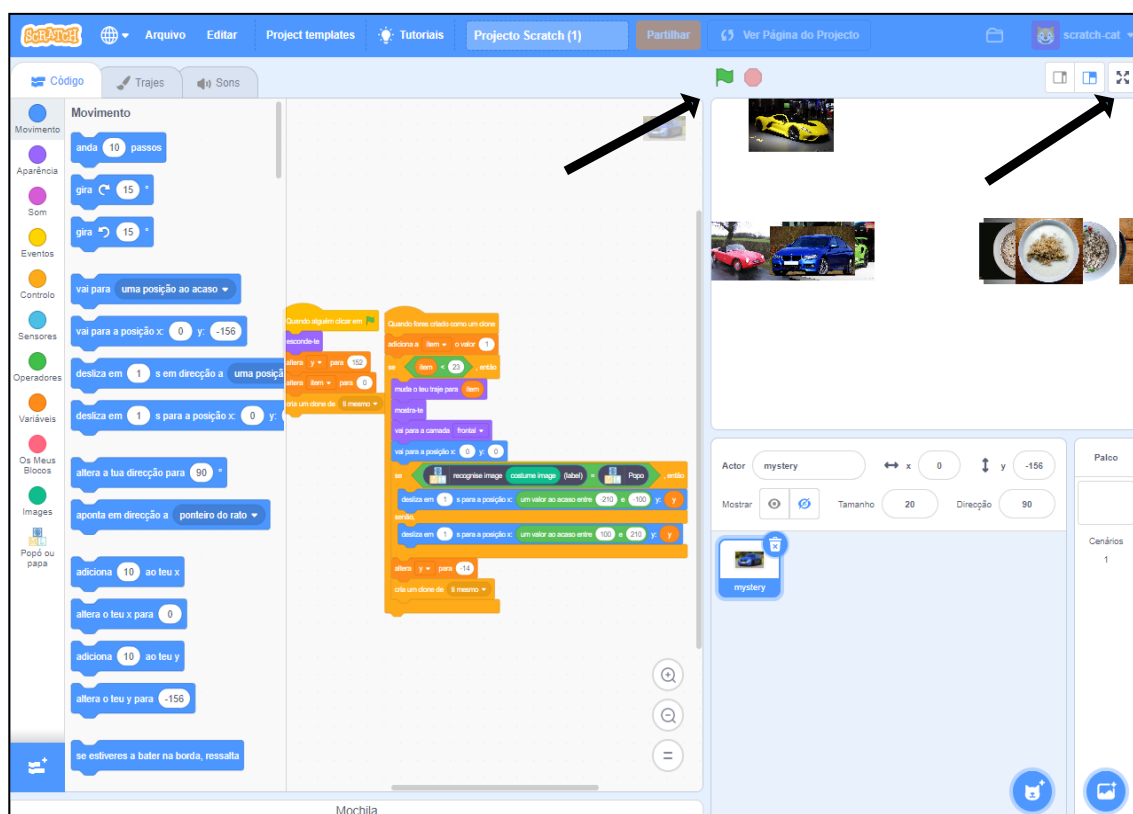 SCRATCH Arquivo Editar Project templates Tutoriais Projecto Scratch (1) Partilhar Ver Página do Projecto scratch-cat
Código Trajes Sons
Movimento
Aparência
Som
Eventos
Controlo
Sensores
Operadores
Variáveis
Os Meus
Blocos
Images
Popó ou
papa
Movimento
anda 10 passos
gira 15 °
gira 15 °
vai para uma posição ao acaso
vai para a posição x: 0 y: -156
desliza em 1 s em direcção a uma posiçã
desliza em 1 s para a posição x: 0 y:
altera a tua direcção para 90 °
aponta em direcção a ponteiro do rato
adiciona 10 ao teu x
altera o teu x para 0
adiciona 10 ao teu y
altera o teu y para -156
se estiveres a bater na borda, ressalta
Quando alguém clicar em
esconde-te
altera y para 152
altera item para 0
cria um clone de ti mesmo
Quando fores criado como um clone
adiciona a item o valor 1
se item < 23 , então
muda o teu traje para item
mostra-te
vai para a camada frontal
vai para a posição x: 0 y: 0
se recognise image costume image (label) = Popo , então
desliza em 1 s para a posição x: um valor ao acaso entre -210 e -100 y: y
senão,
desliza em 1 s para a posição x: um valor ao acaso entre 100 e 210 y: y
altera y para -14
cria um clone de ti mesmo
Mochila
Actor mystery x 0 y -156
Mostrar Tamanho 20 Direcção 90
mystery
Palco
Cenários
1